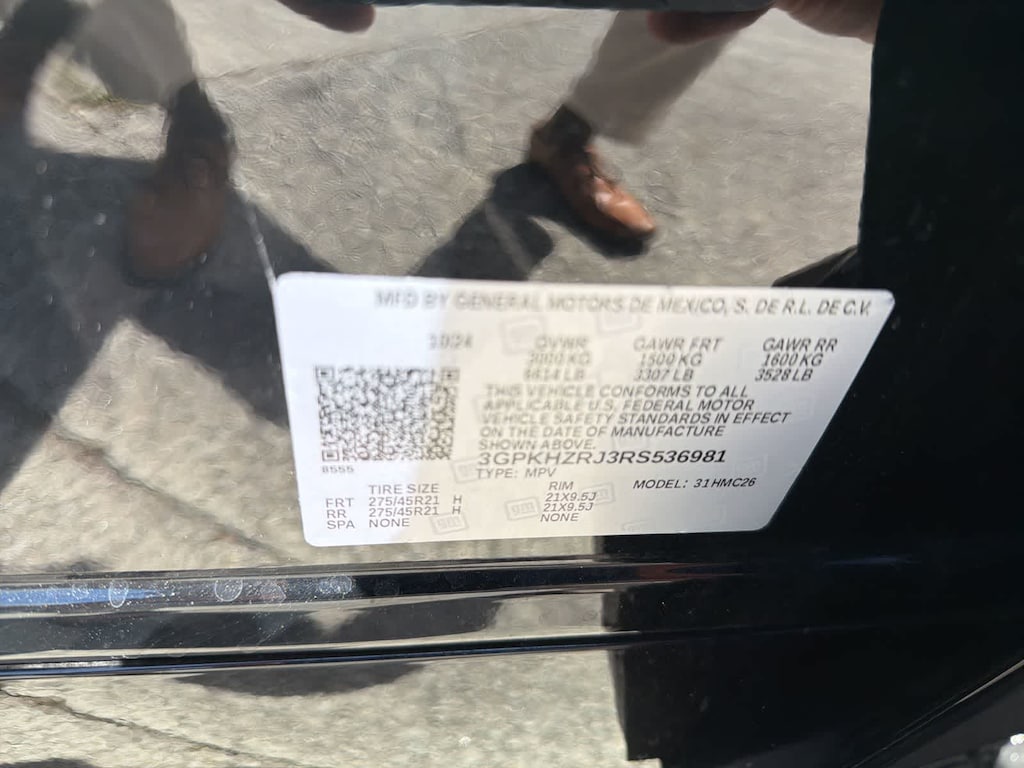 MFD BY GENERAL MOTORS DE MEXICO, S. DE R.L. DE C.V.
GVWR GAWR FRT GAWR RR
3000 KG 1500 KG 1600 KG
6614 LB 3307 LB 3528 LB
THIS VEHICLE CONFORMS TO ALL
APPLICABLE U.S. FEDERAL MOTOR
VEHICLE SAFETY STANDARDS IN EFFECT
ON THE DATE OF MANUFACTURE
SHOWN ABOVE.
3GPKHZRJ3RS536981
8555
TYPE: MPV
MODEL: 31HMC26
TIRE SIZE RIM
FRT 275/45R21 H 21X9.5J
RR 275/45R21 H 21X9.5J
SPA NONE NONE
gm
gm